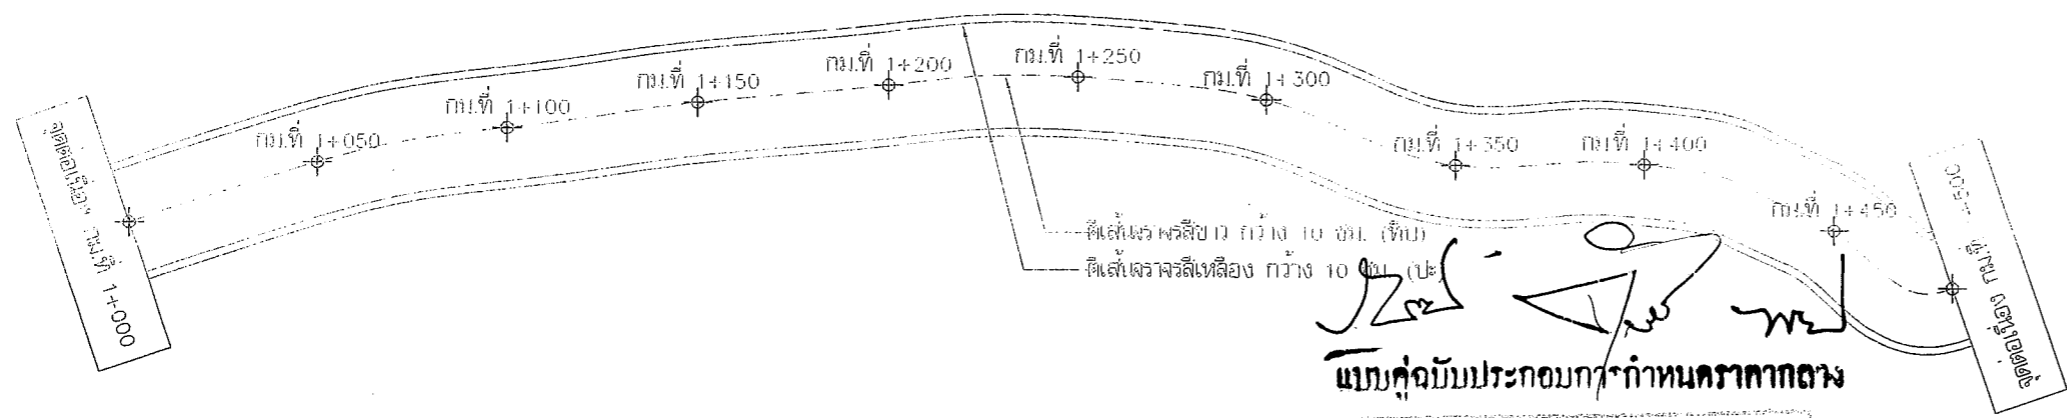 จุดต่อเนื่อง กม.ที่ 1+000
กม.ที่ 1+050
กม.ที่ 1+100
กม.ที่ 1+150
กม.ที่ 1+200
กม.ที่ 1+250
กม.ที่ 1+300
กม.ที่ 1+350
กม.ที่ 1+400
กม.ที่ 1+450
จุดต่อเนื่อง กม.ที่ 1+500
ตีเส้นจราจรสีขาว กว้าง 10 ซม. (ทึบ)
ตีเส้นจราจรสีเหลือง กว้าง 10 ซม. (ปะ)
แบบคู่ฉบับประกอบการกำหนดราคากลาง